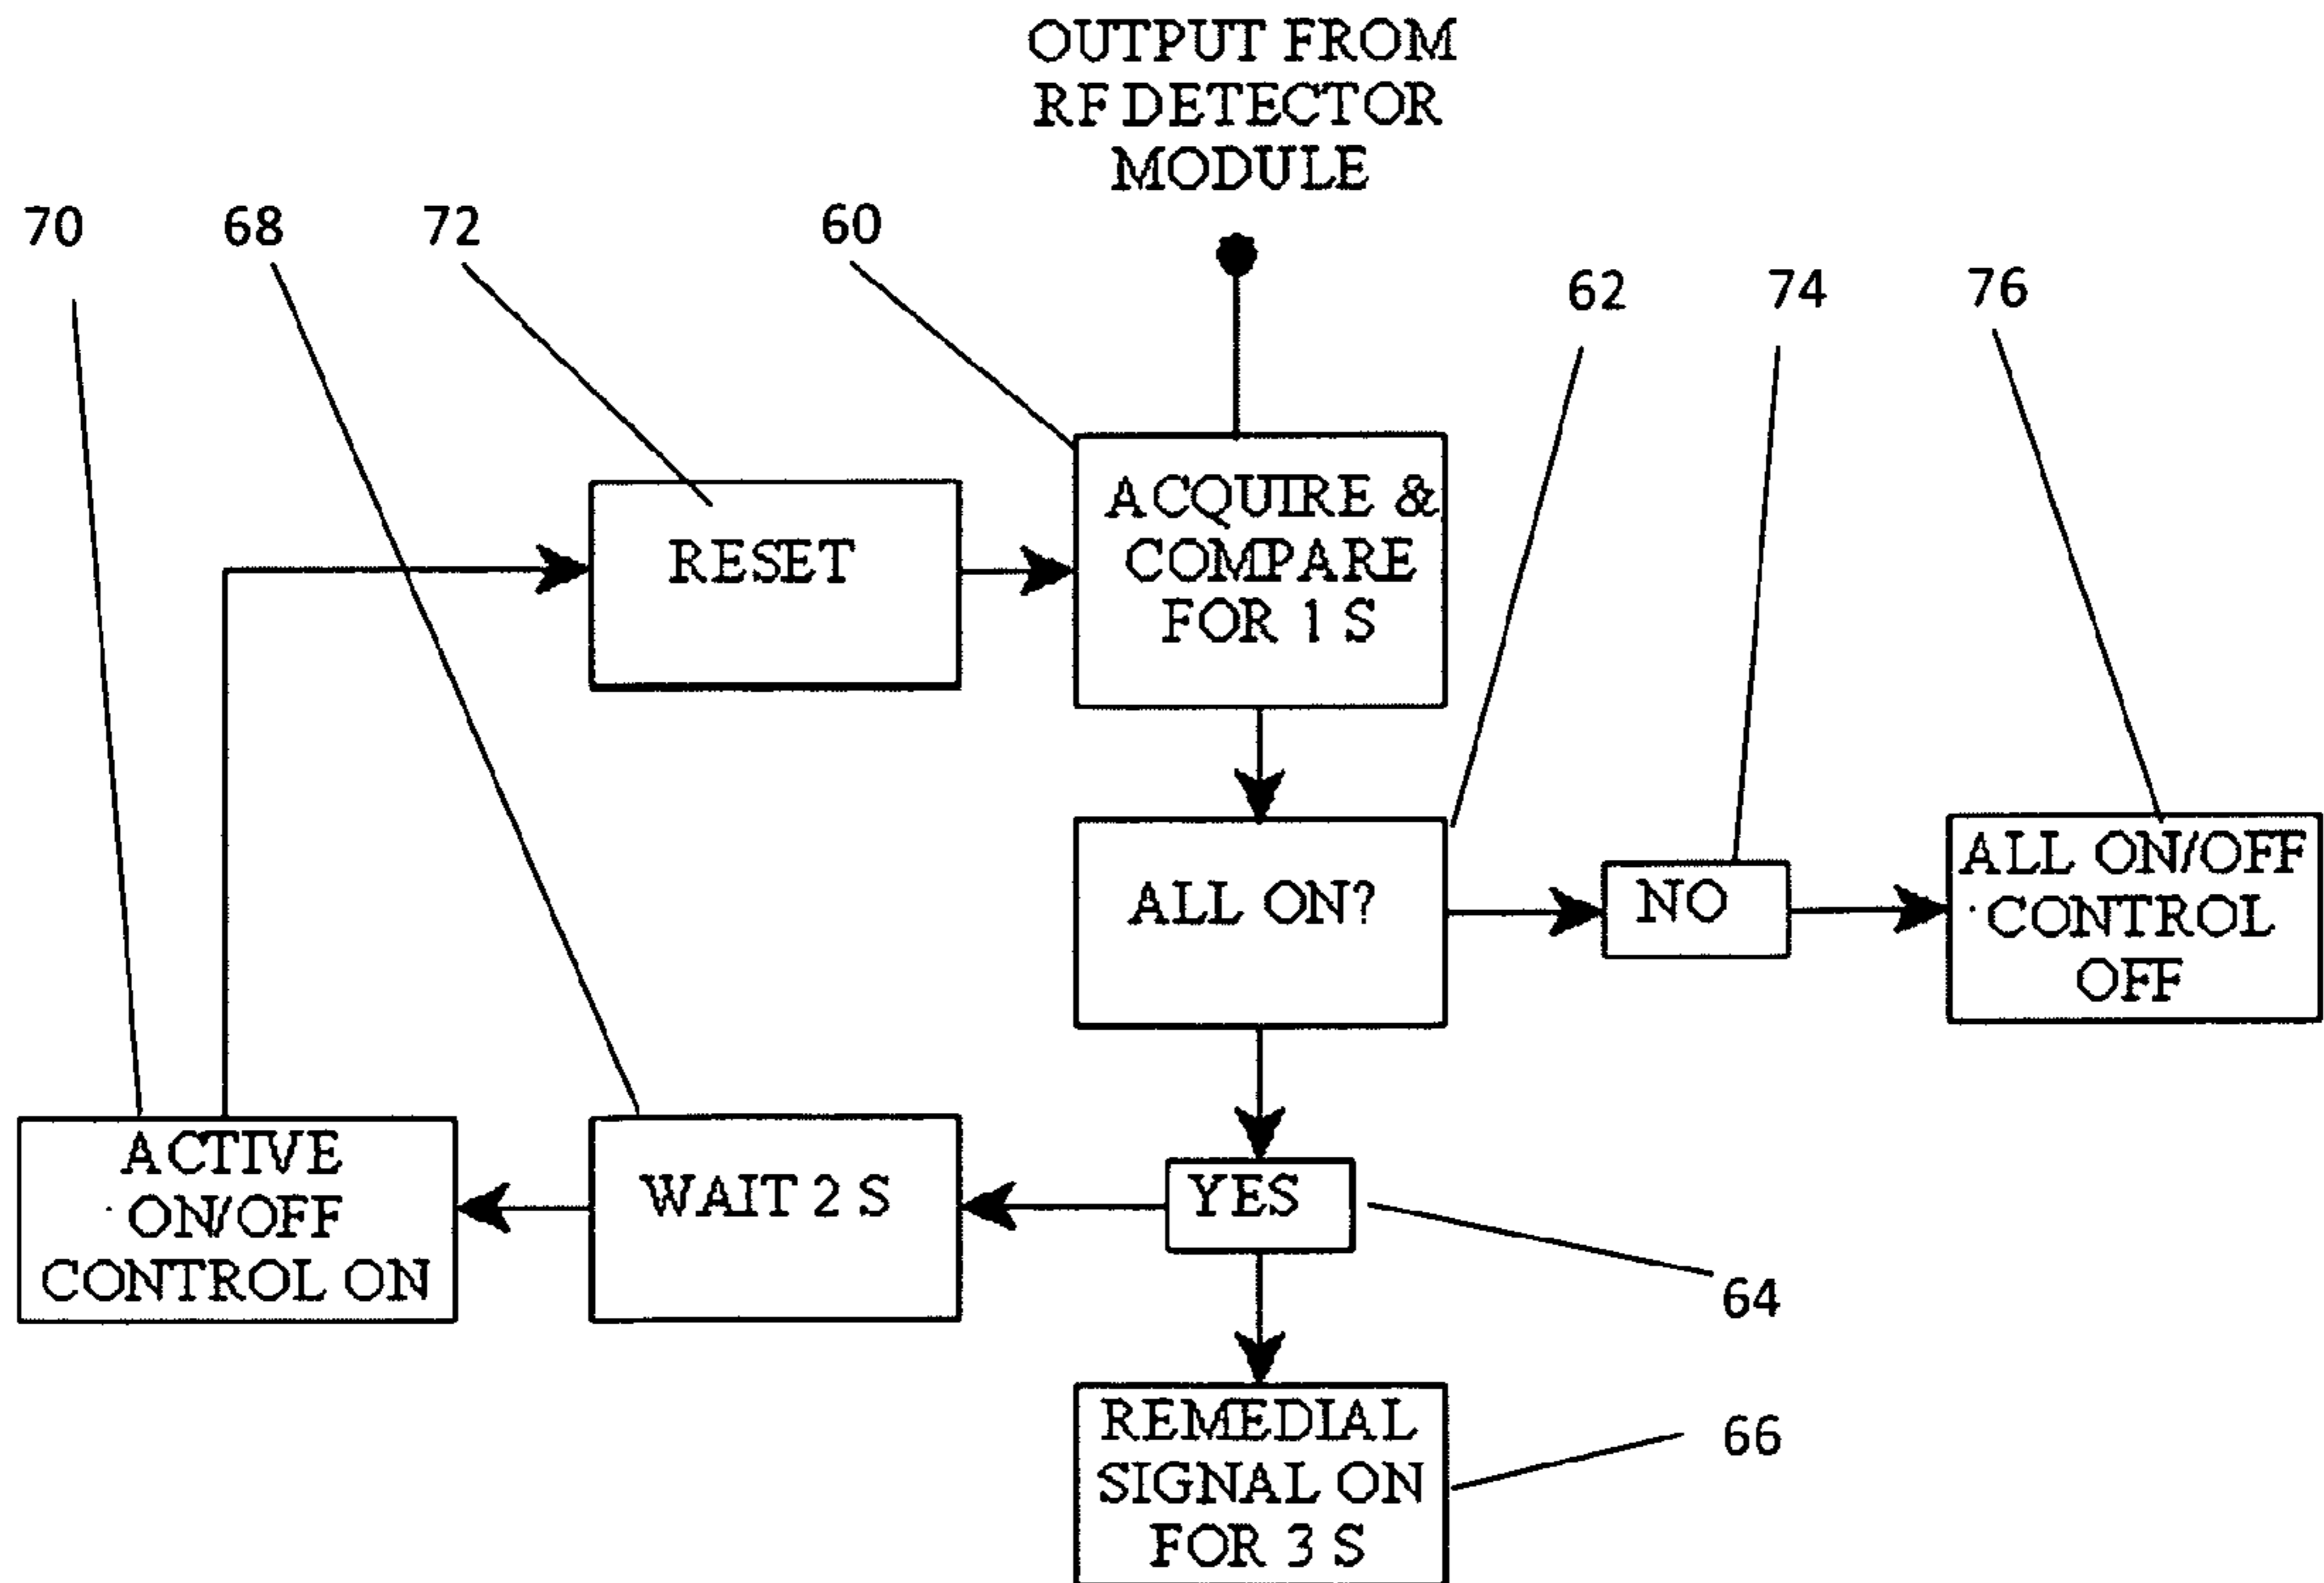 OUTPUT FROM
RF DETECTOR
MODULE
70
68
72
60
62
74
76
RESET
ACQUIRE &
COMPARE
FOR 1 S
ALL ON?
NO
ALL ON/OFF
CONTROL
OFF
ACTIVE
ON/OFF
CONTROL ON
WAIT 2 S
YES
64
REMEDIAL
SIGNAL ON
FOR 3 S
66